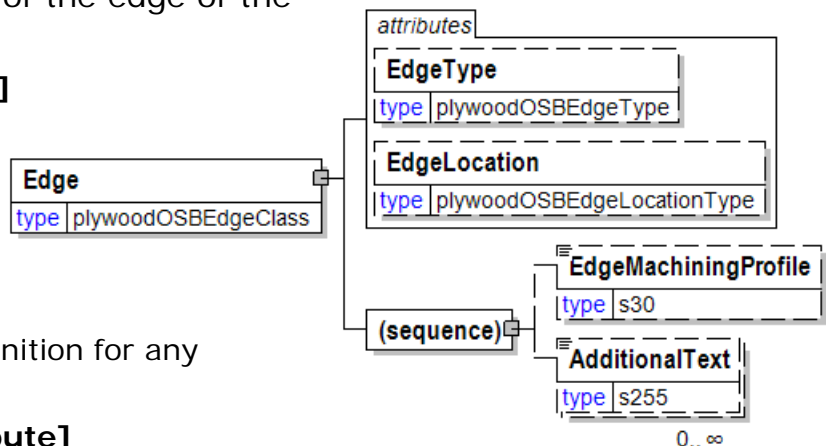 or the edge of the
]
nition for any
bute]
attributes
EdgeType
type plywoodOSBEdgeType
EdgeLocation
type plywoodOSBEdgeLocationType
Edge
type plywoodOSBEdgeClass
(sequence)
EdgeMachiningProfile
type s30
AdditionalText
type s255
0..∞